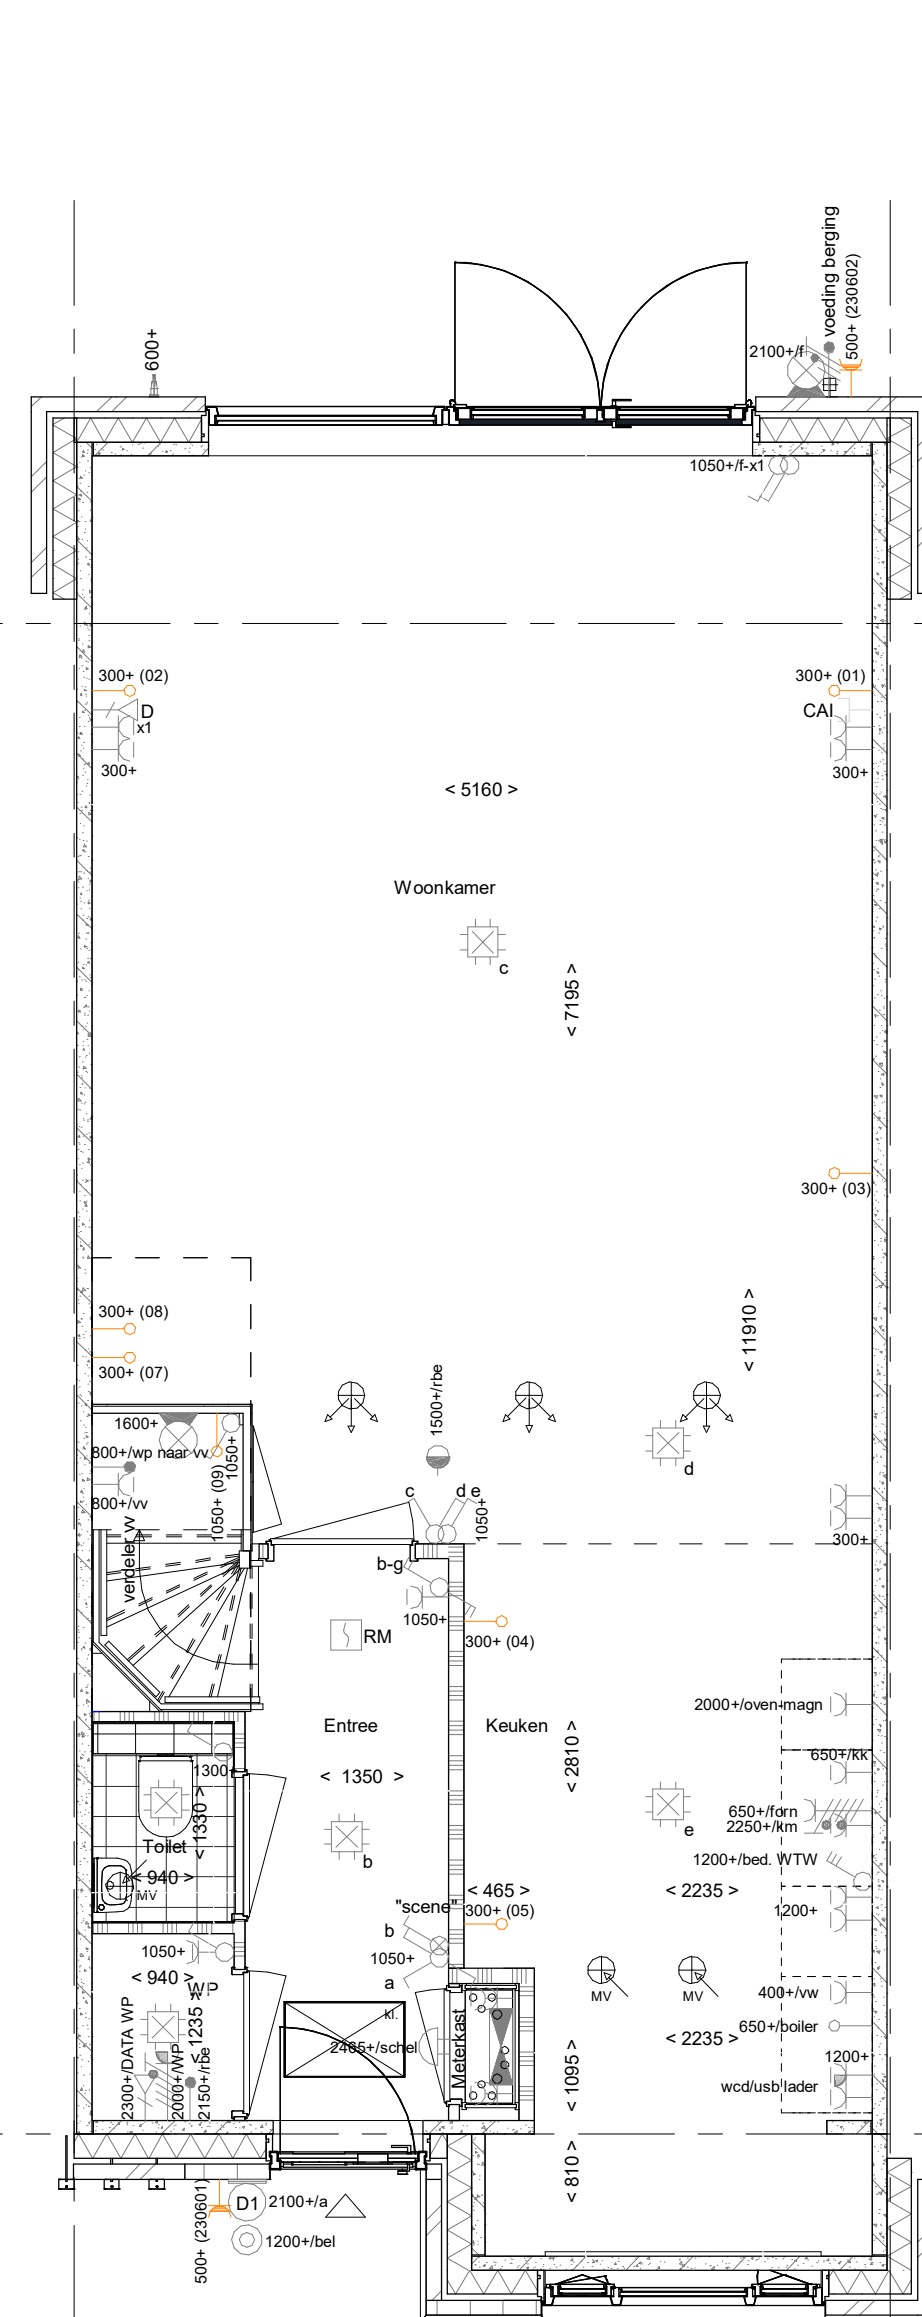 voeding berging
500+ (230602)
600+
2100+/f
1050+/f-x1
300+ (02)
D
x1
300+
300+ (01)
CAI
300+
< 5160 >
Woonkamer
c
< 7195 >
300+ (03)
< 11910 >
300+ (08)
300+ (07)
1500+/rbe
1600+
1050+
800+/wp naar vv
1050+ (09)
800+/vv
d
c
d e
1050+
300+
verdeler vv
b-g
1050+
300+ (04)
RM
2000+/oven-magn
Entree
Keuken
< 2810 >
650+/kk
1300+
< 1350 >
< 1330 >
650+/forn
2250+/km
e
b
Toilet
1200+/bed. WTW
< 940 >
MV
< 465 >
< 2235 >
"scene"
300+ (05)
1200+
b
1050+
1050+
a
< 940 >
WP
MV
MV
400+/vw
kl.
650+/boiler
2465+/schel
Meterkast
< 2235 >
1235
v
1200+
2300+/DATA WP
2000+/WP
2150+/rbe
< 1095 >
wcd/usb lader
< 810 >
500+ (230601)
D1
2100+/a
1200+/bel